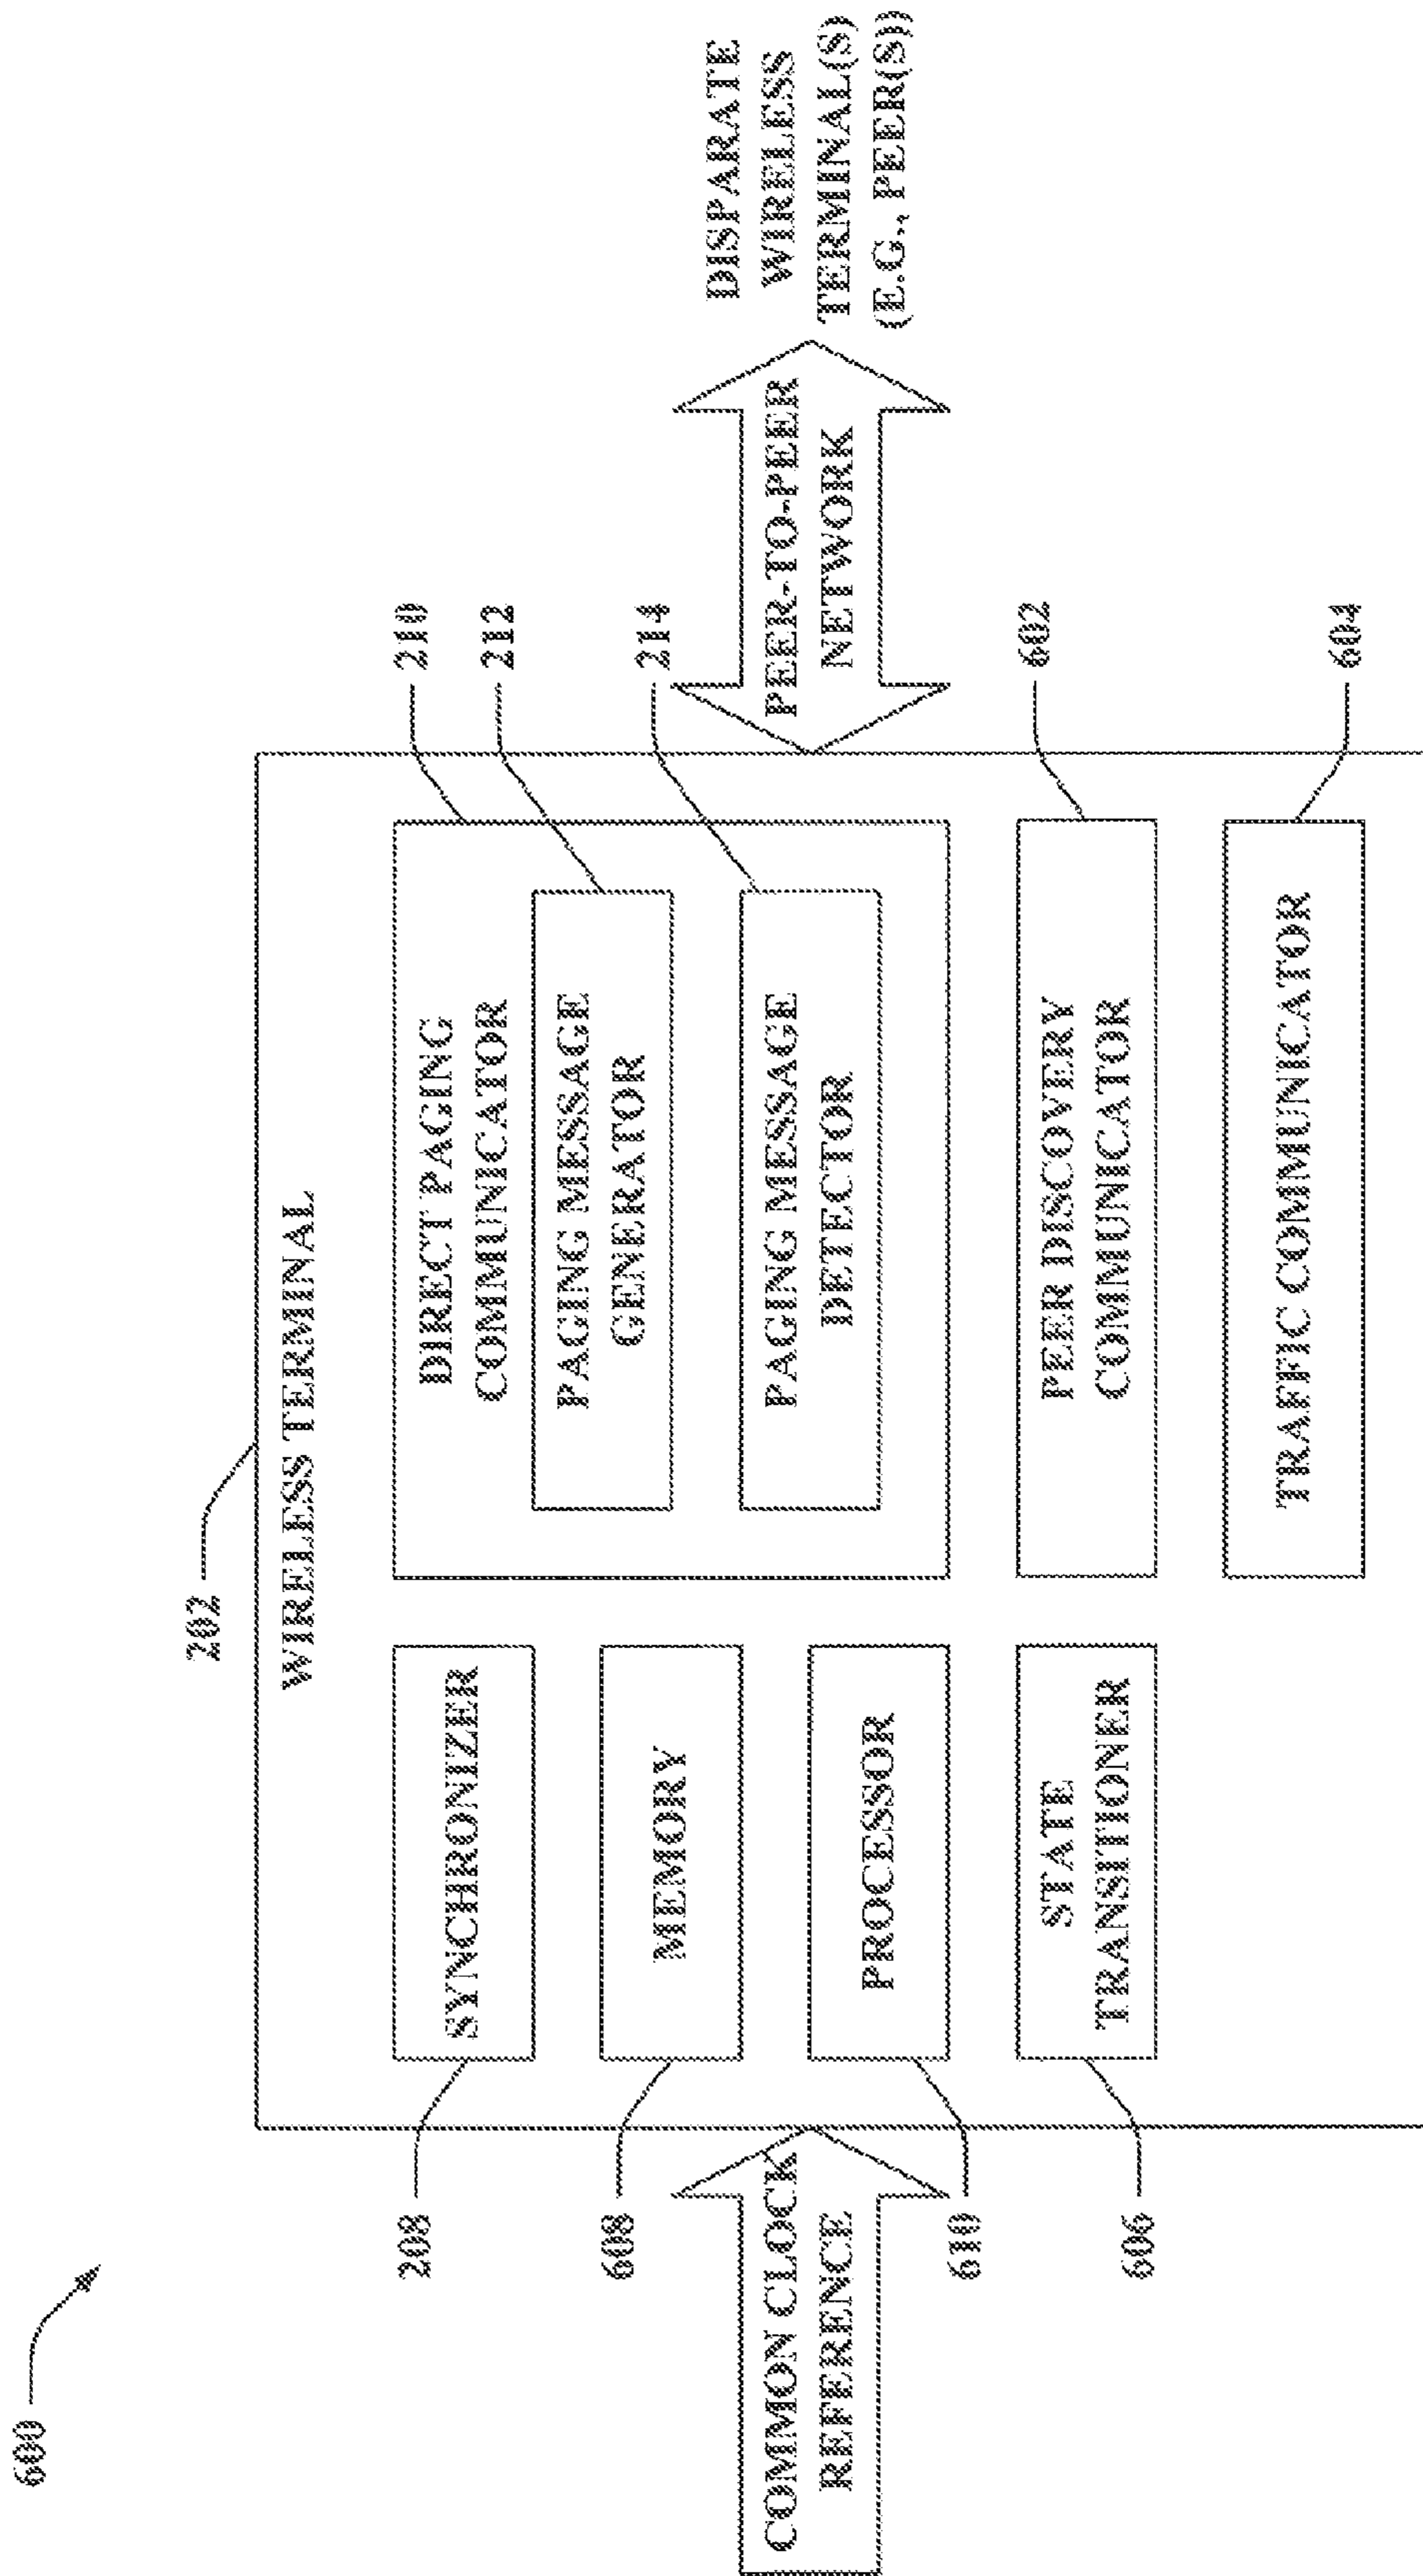 600
202
WIRELESS TERMINAL
208
SYNCHRONIZER
608
MEMORY
COMMON CLOCK
REFERENCE
610
PROCESSOR
606
STATE
TRANSITIONER
DIRECT PAGING
COMMUNICATOR
210
PAGING MESSAGE
GENERATOR
212
PAGING MESSAGE
DETECTOR
214
PEER DISCOVERY
COMMUNICATOR
602
TRAFFIC COMMUNICATOR
604
PEER-TO-PEER
NETWORK
DISPARATE
WIRELESS
TERMINAL(S)
(E.G., PEER(S))